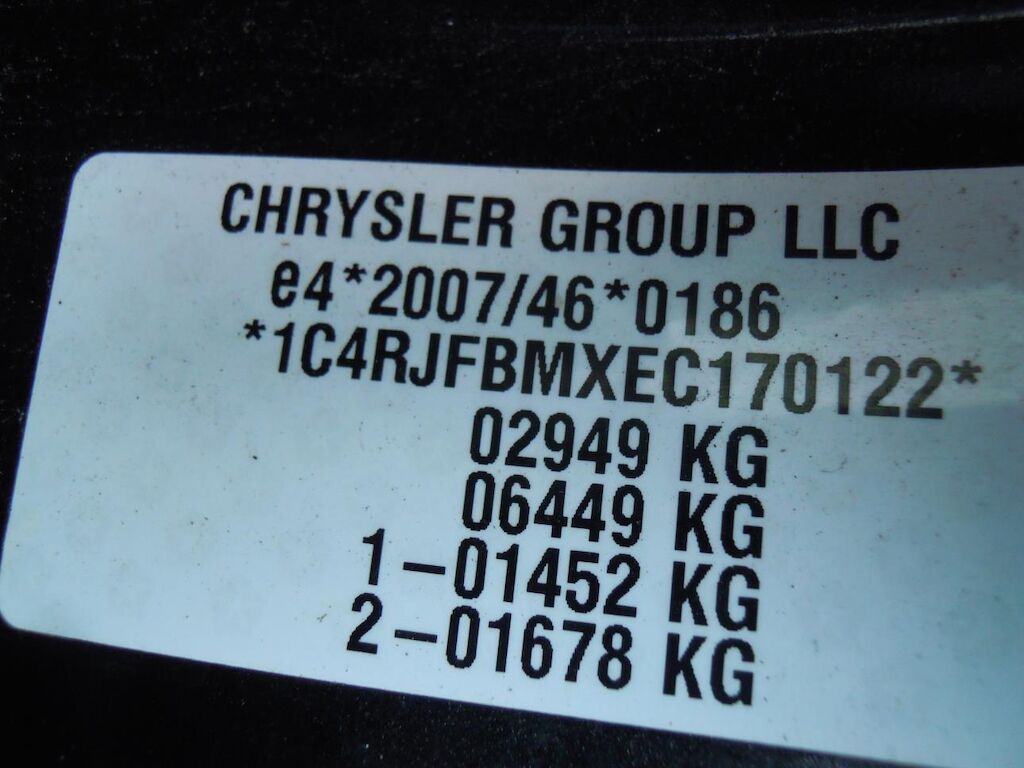 CHRYSLER GROUP LLC
e4*2007/46*0186
*1C4RJFBMXEC170122*
02949 KG
06449 KG
1-01452 KG
2-01678 KG